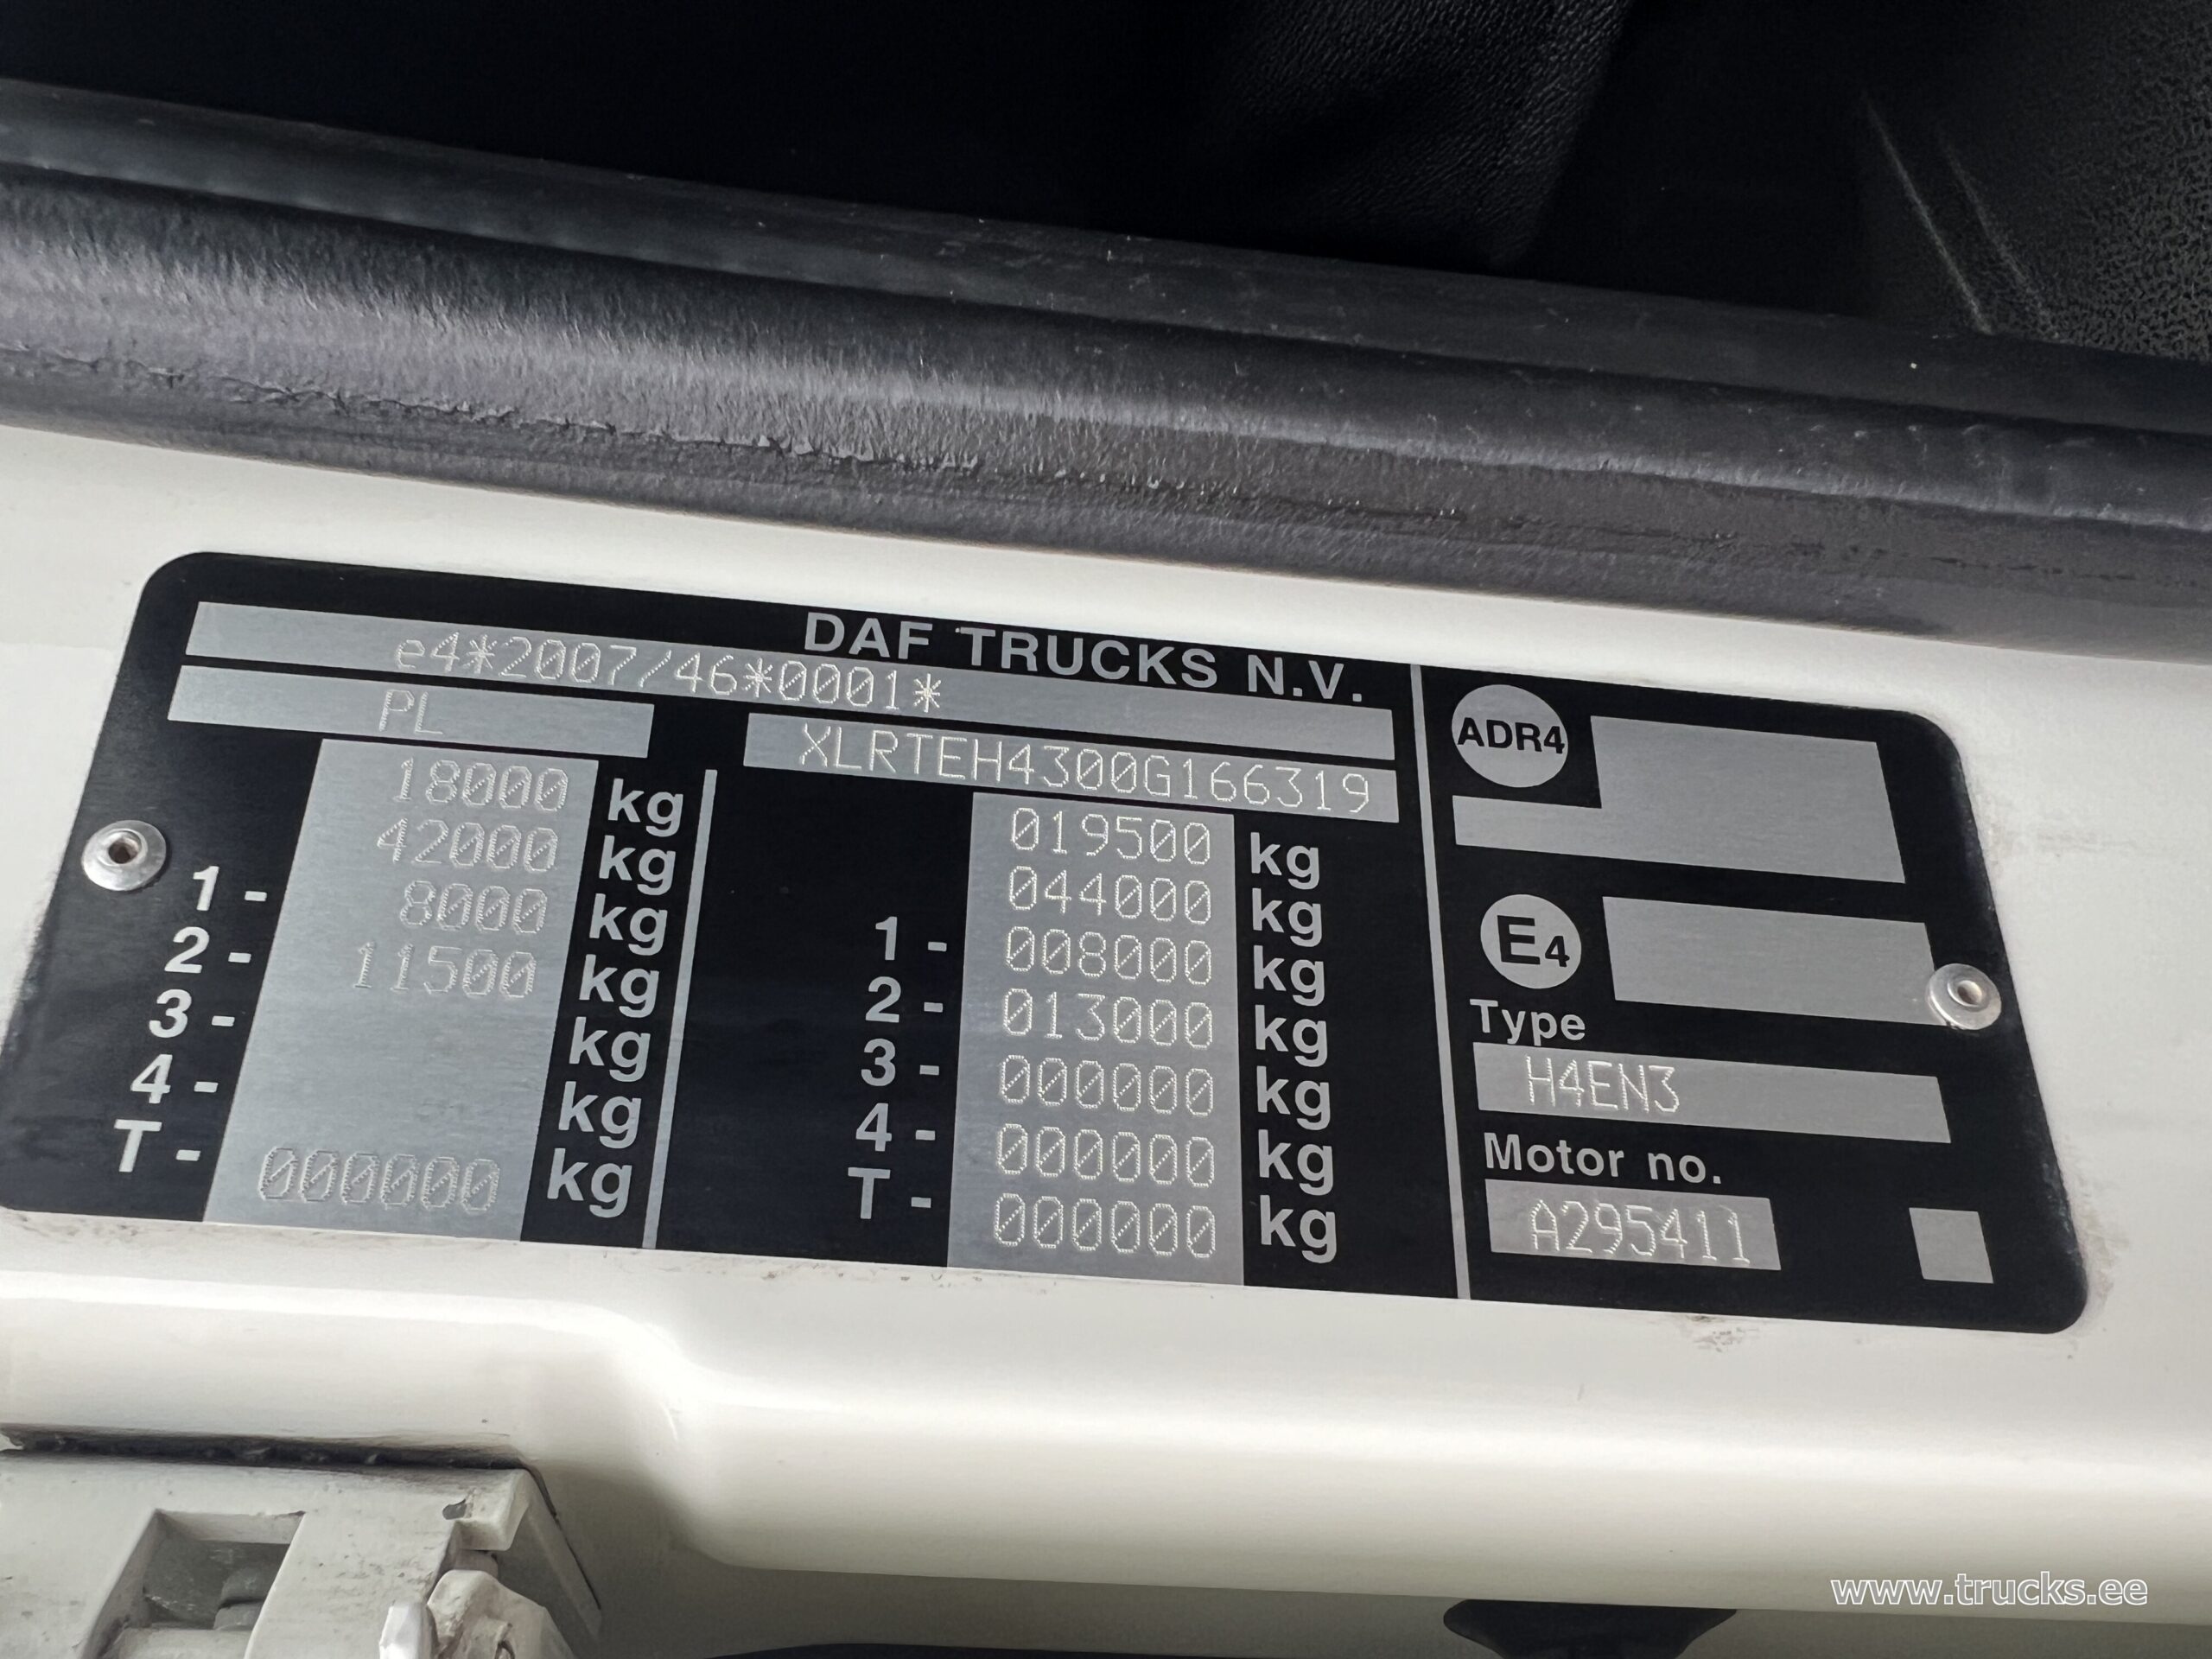 DAF TRUCKS N.V.
e4*2007/46*0001*
PL
XLRTEH4300G166319
18000 kg
42000 kg
1 - 8000 kg
2 - 11500 kg
3 - kg
4 - kg
T - 000000 kg
019500 kg
044000 kg
1 - 008000 kg
2 - 013000 kg
3 - 000000 kg
4 - 000000 kg
T - 000000 kg
ADR4
E4
Type
H4EN3
Motor no.
A295411
www.trucks.ee